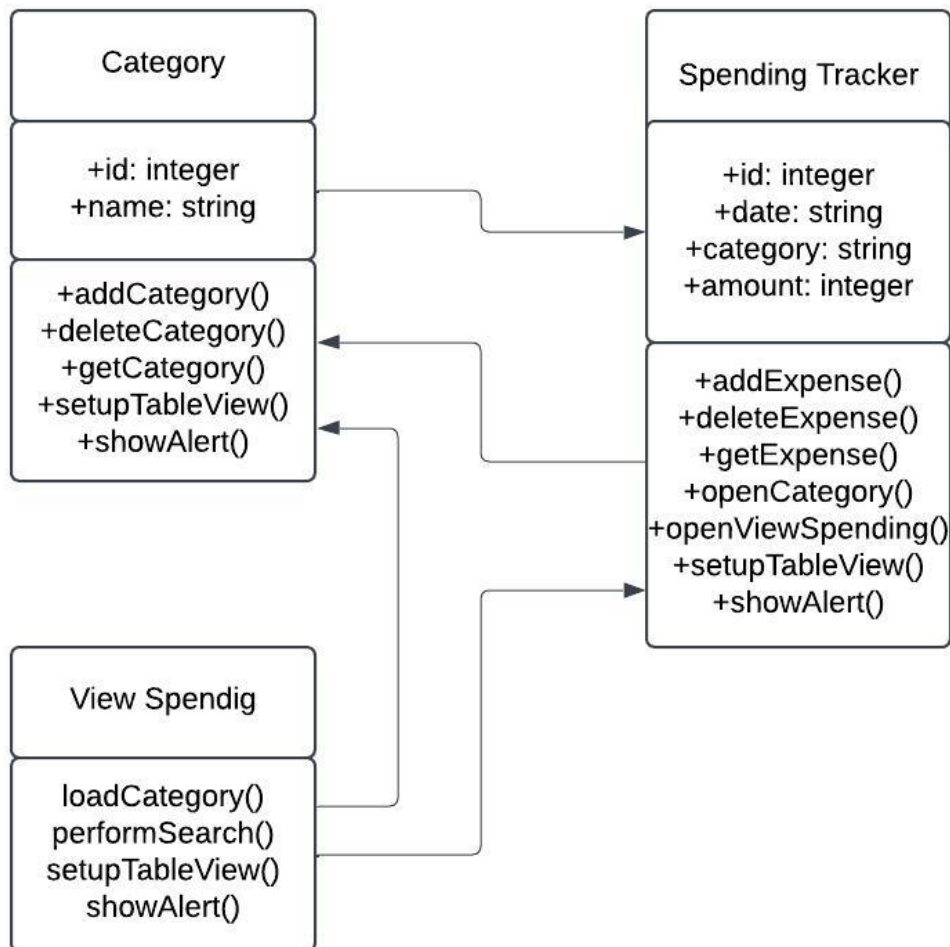 Category
+id: integer
+name: string
+addCategory()
+deleteCategory()
+getCategory()
+setupTableView()
+showAlert()
Spending Tracker
+id: integer
+date: string
+category: string
+amount: integer
+addExpense()
+deleteExpense()
+getExpense()
+openCategory()
+openViewSpending()
+setupTableView()
+showAlert()
View Spendig
loadCategory()
performSearch()
setupTableView()
showAlert()